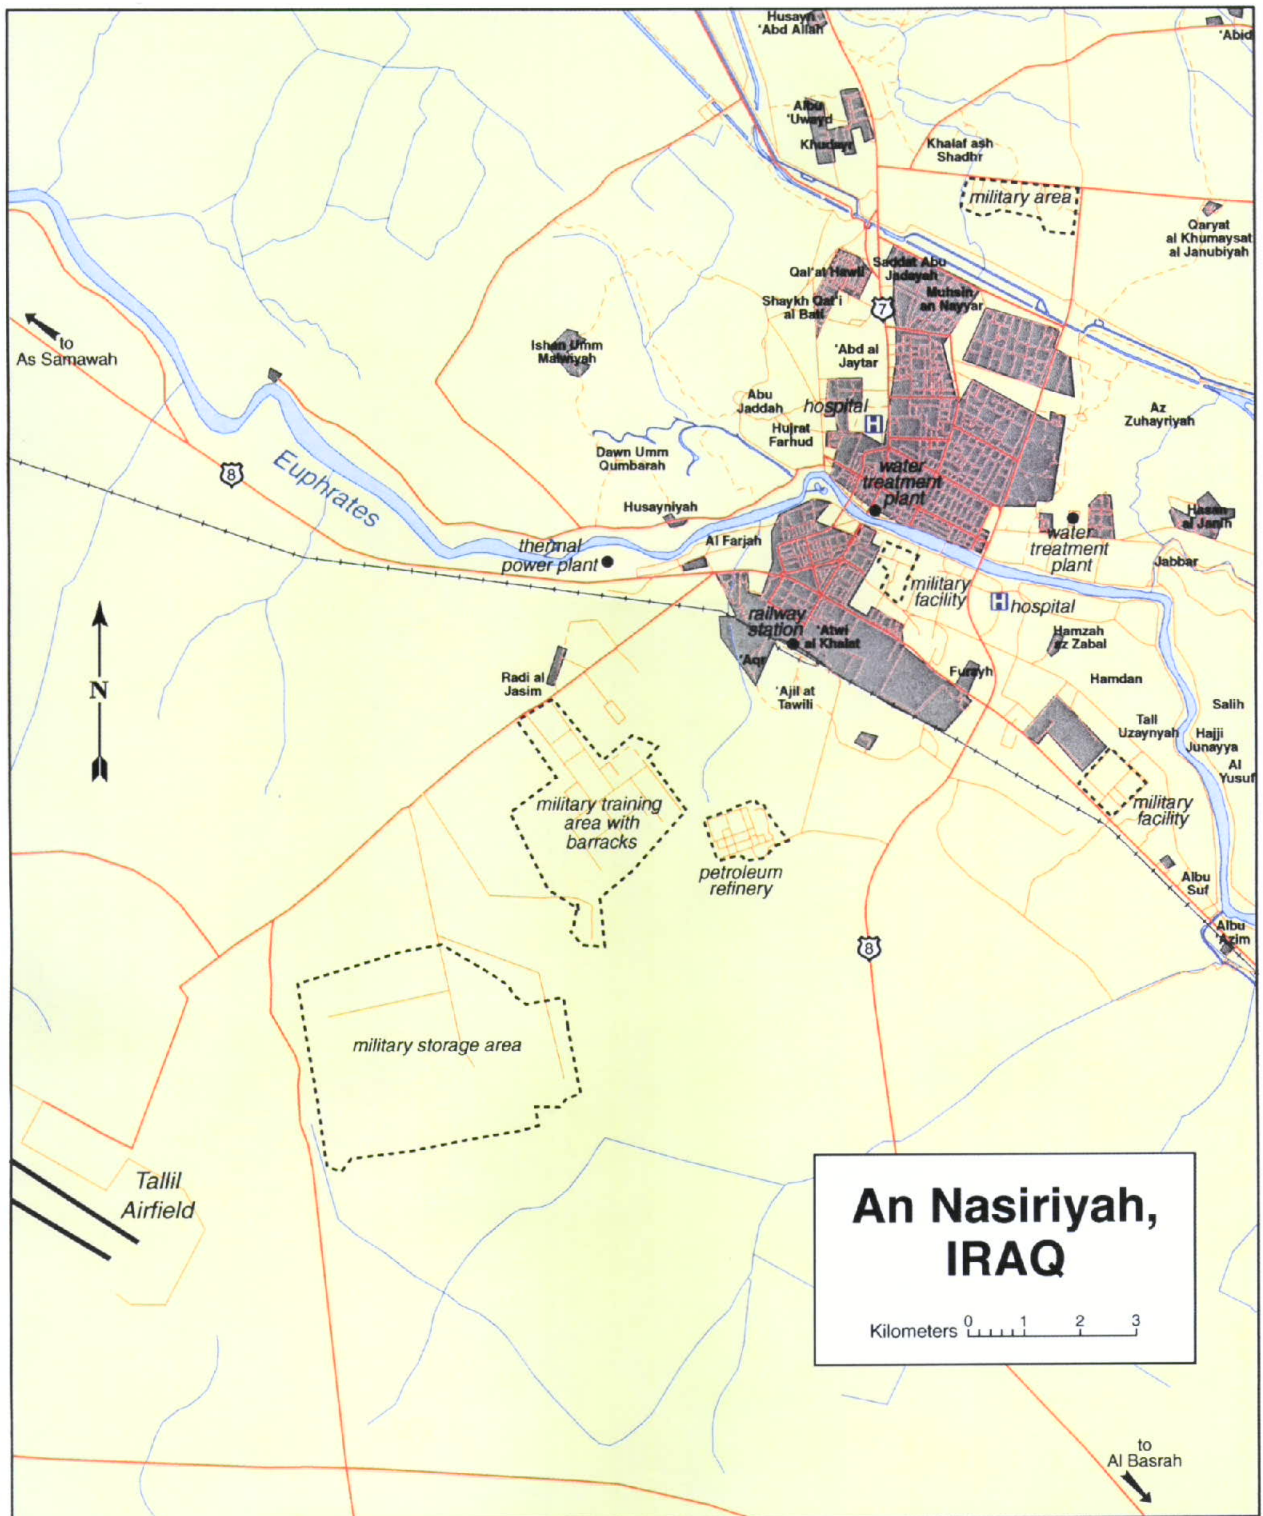 Husayn
'Abd Allah
'Abid
Albu
'Uwayd
Khudayr
Khalaf ash
Shadhr
military area
Qaryat
al Khumaysat
al Janubiyah
Qal'at Hawli
Saddat Abu
Jadayah
Shaykh Qat'i
al Bati
Muhsin
an Nayyar
7
to
As Samawah
Ishan Umm
Malwiyah
'Abd al
Jaytar
Abu
Jaddah
hospital
H
Hujrat
Farhud
Az
Zuhayriyah
8
Euphrates
Dawn Umm
Qumbarah
water
treatment
plant
Husayniyah
Hasan
al Janih
thermal
power plant
Al Farjah
water
treatment
plant
Jabbar
military
facility
H hospital
N
railway
station
'Atwi
al Khalat
Hamzah
az Zabal
'Aqr
Radi al
Jasim
'Ajil at
Tawili
Furayh
Hamdan
Salih
Tall
Uzaynyah
Hajji
Junayya
Al
Yusuf
military training
area with
barracks
military
facility
petroleum
refinery
Albu
Suf
Albu
'Azim
8
military storage area
Tallil
Airfield
An Nasiriyah,
IRAQ
Kilometers 0 1 2 3
to
Al Basrah